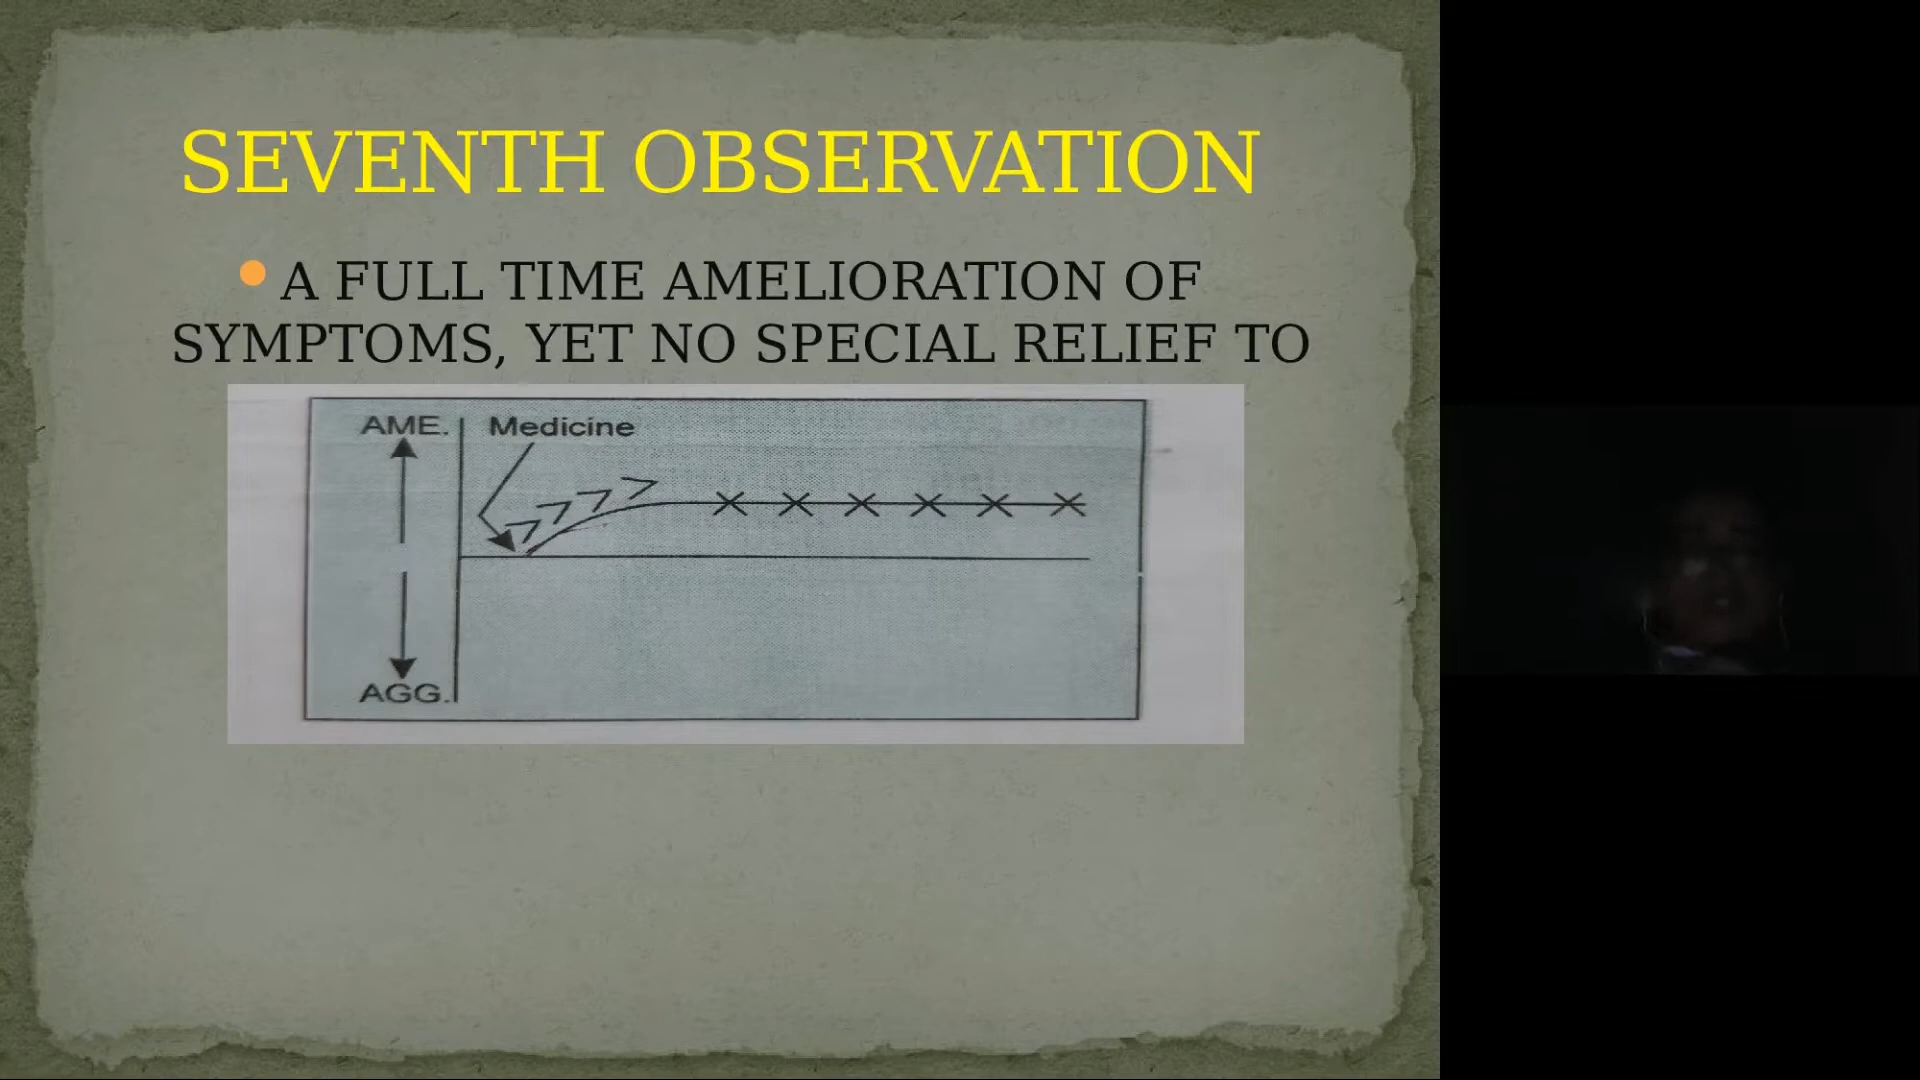 SEVENTH OBSERVATION
A FULL TIME AMELIORATION OF
SYMPTOMS, YET NO SPECIAL RELIEF TO
AME.
Medicine
AGG.